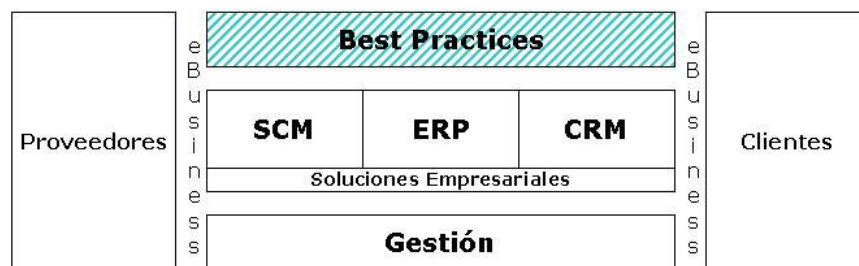 Proveedores
eBusiness
Best Practices
SCM ERP CRM
Soluciones Empresariales
Gestión
eBusiness
Clientes